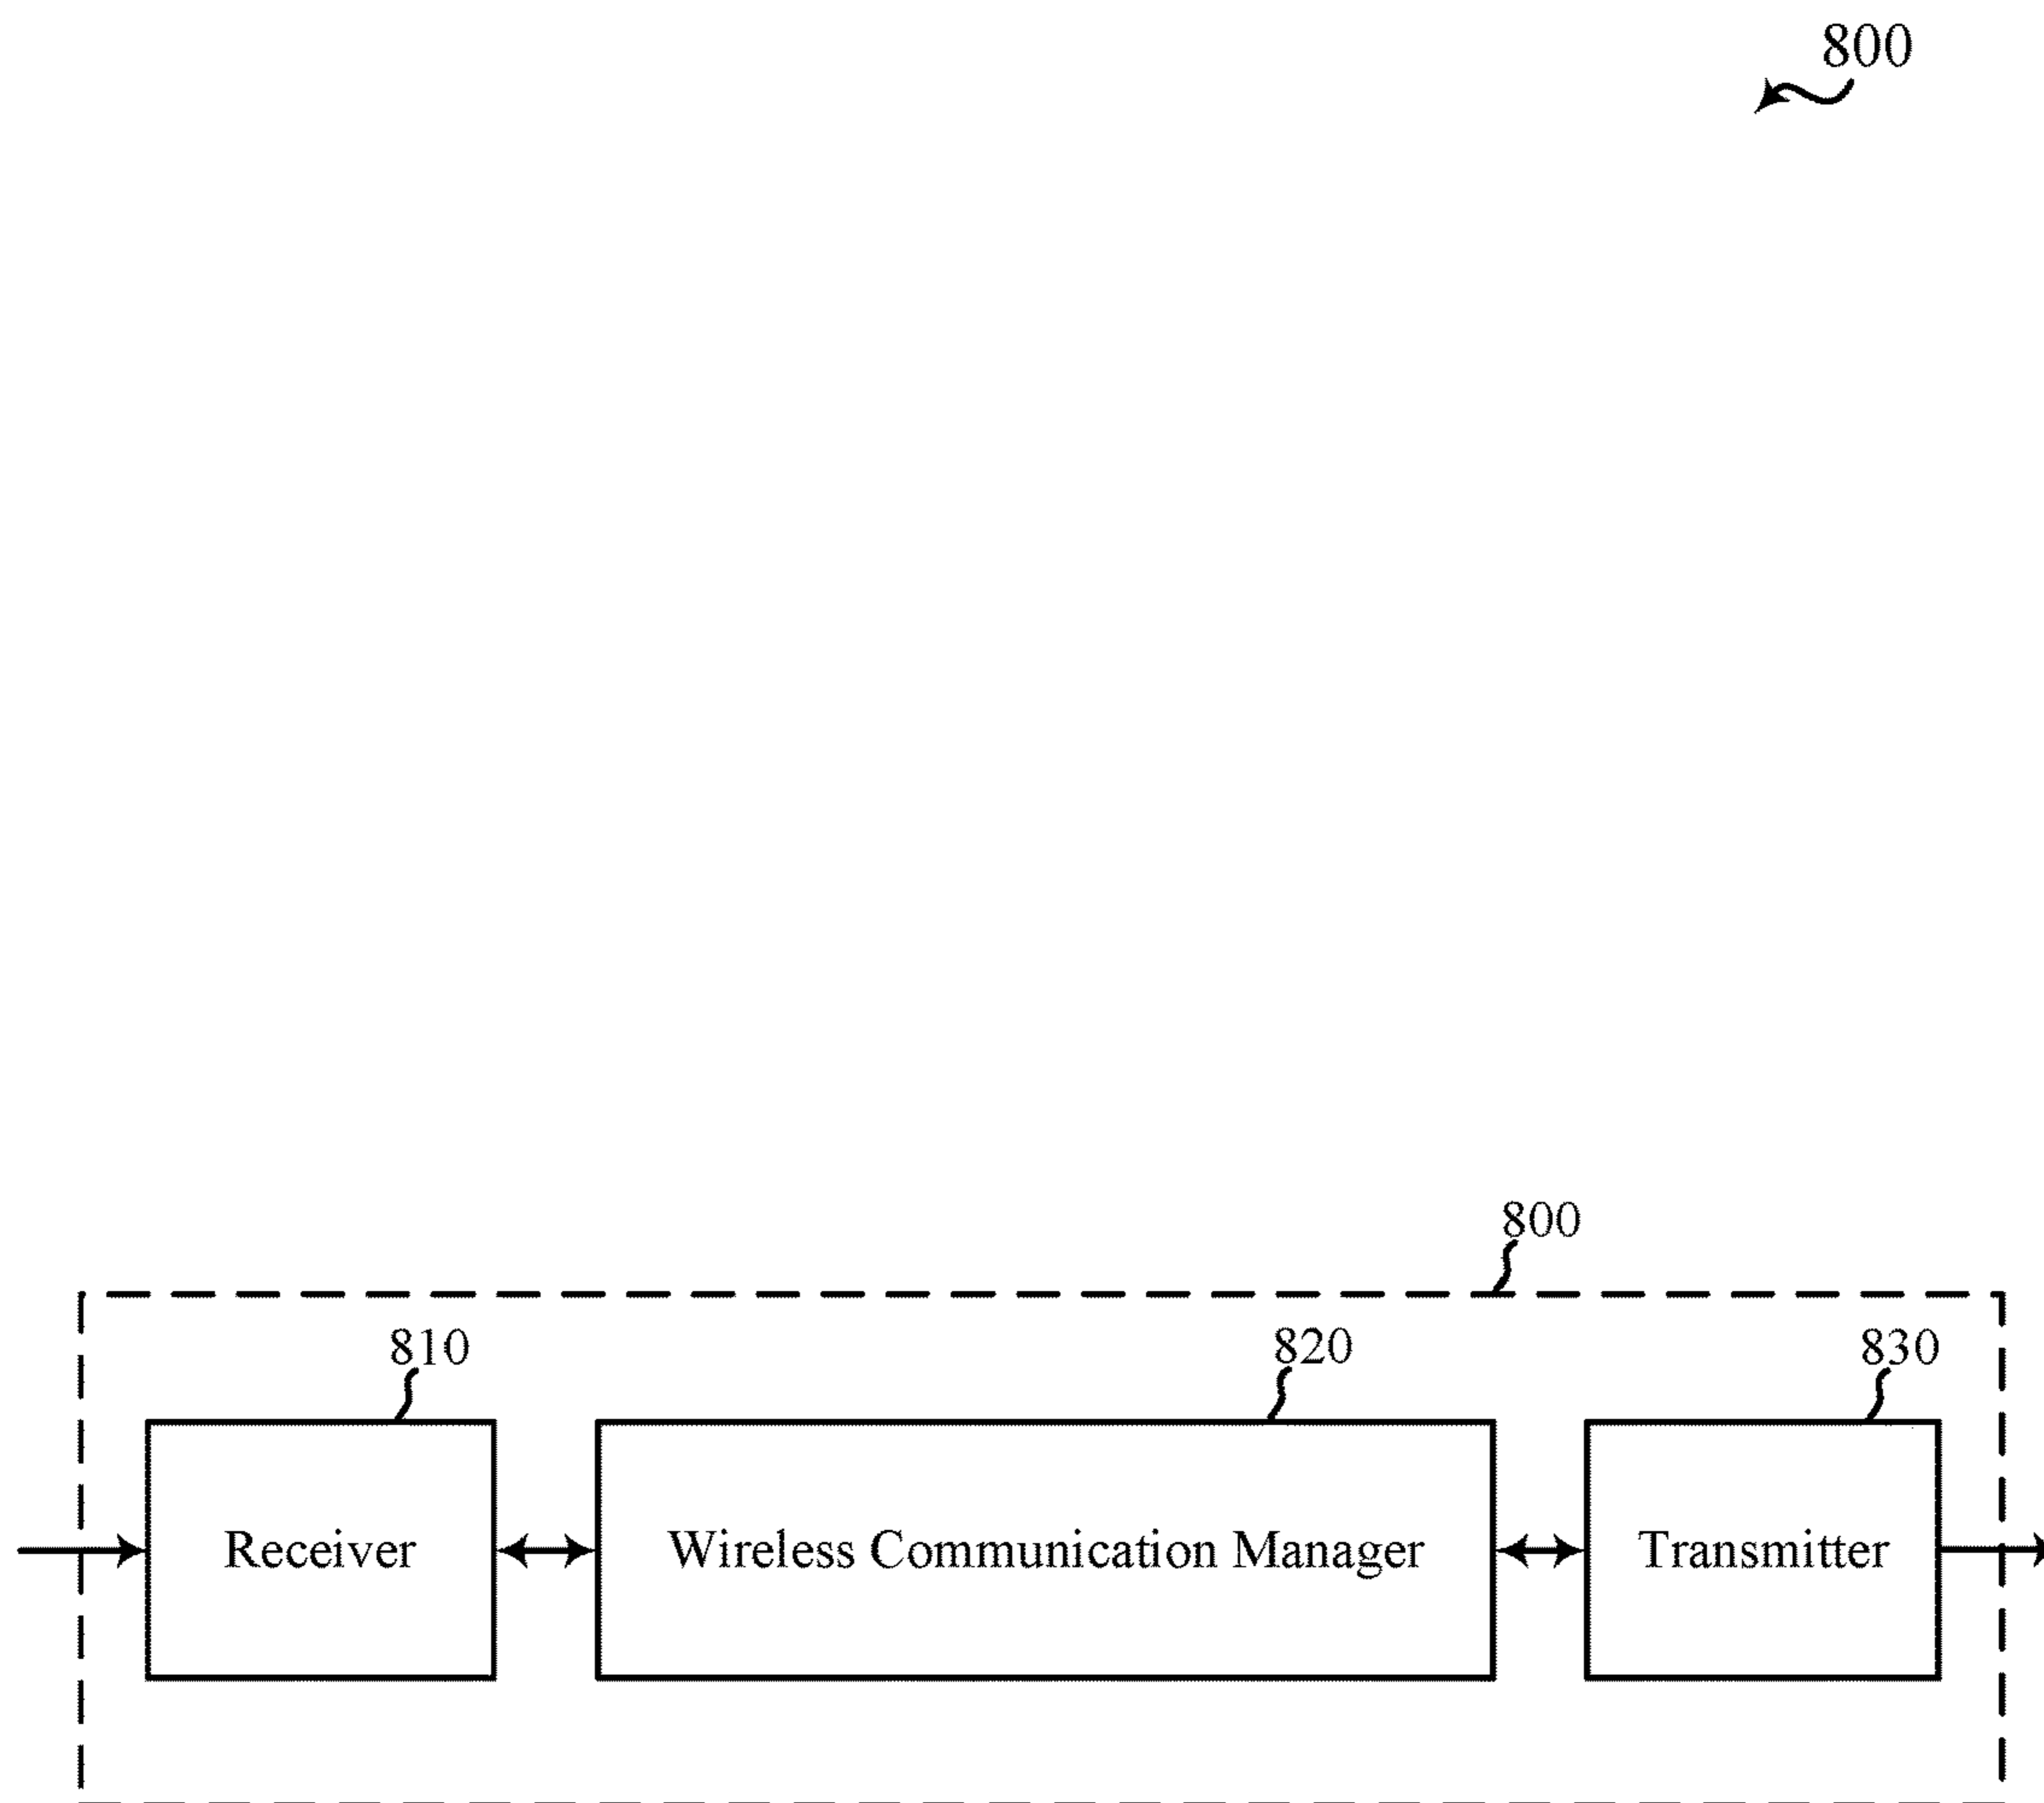 800
800
810
820
830
Receiver
Wireless Communication Manager
Transmitter